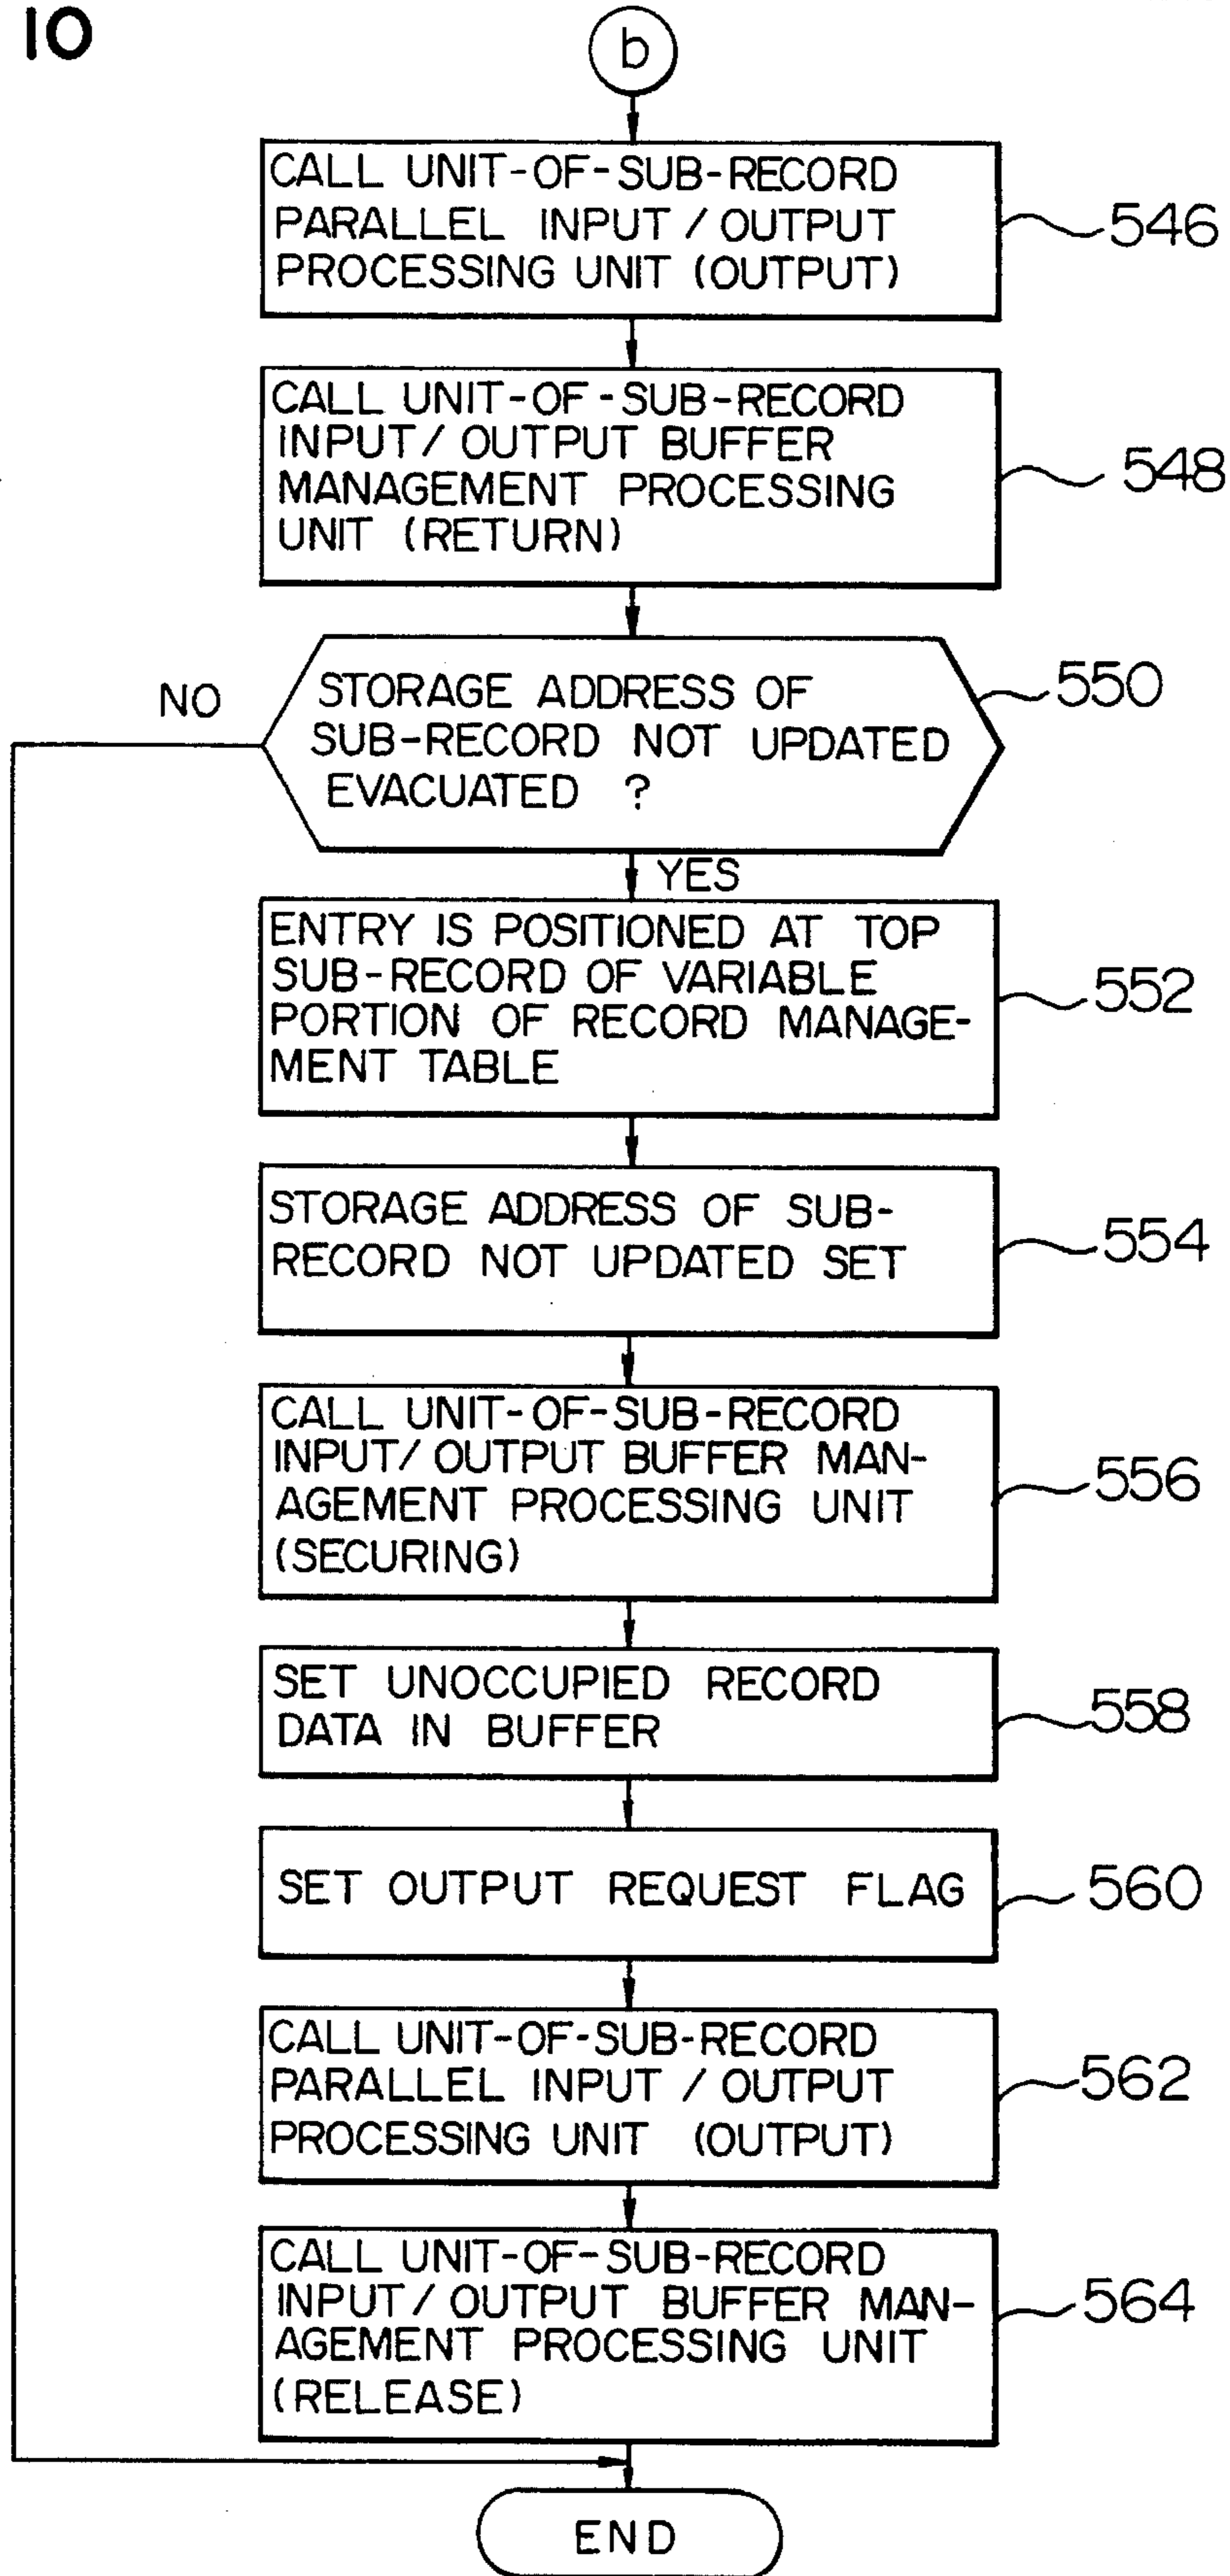 10
b
CALL UNIT-OF-SUB-RECORD
PARALLEL INPUT / OUTPUT
PROCESSING UNIT (OUTPUT)
546
CALL UNIT-OF-SUB-RECORD
INPUT / OUTPUT BUFFER
MANAGEMENT PROCESSING
UNIT (RETURN)
548
STORAGE ADDRESS OF
SUB-RECORD NOT UPDATED
EVACUATED ?
550
NO
YES
ENTRY IS POSITIONED AT TOP
SUB-RECORD OF VARIABLE
PORTION OF RECORD MANAGE-
MENT TABLE
552
STORAGE ADDRESS OF SUB-
RECORD NOT UPDATED SET
554
CALL UNIT-OF-SUB-RECORD
INPUT/ OUTPUT BUFFER MAN-
AGEMENT PROCESSING UNIT
(SECURING)
556
SET UNOCCUPIED RECORD
DATA IN BUFFER
558
SET OUTPUT REQUEST FLAG
560
CALL UNIT-OF-SUB-RECORD
PARALLEL INPUT / OUTPUT
PROCESSING UNIT (OUTPUT)
562
CALL UNIT-OF-SUB-RECORD
INPUT / OUTPUT BUFFER MAN-
AGEMENT PROCESSING UNIT
(RELEASE)
564
END